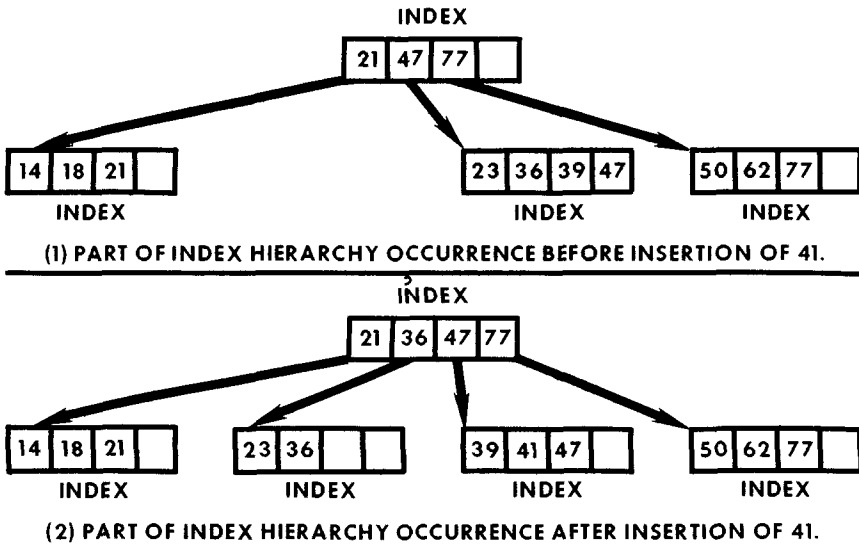 INDEX
21 47 77
14 18 21
23 36 39 47
50 62 77
INDEX
INDEX
INDEX
(1) PART OF INDEX HIERARCHY OCCURRENCE BEFORE INSERTION OF 41.
INDEX
21 36 47 77
14 18 21
23 36
39 41 47
50 62 77
INDEX
INDEX
INDEX
INDEX
(2) PART OF INDEX HIERARCHY OCCURRENCE AFTER INSERTION OF 41.